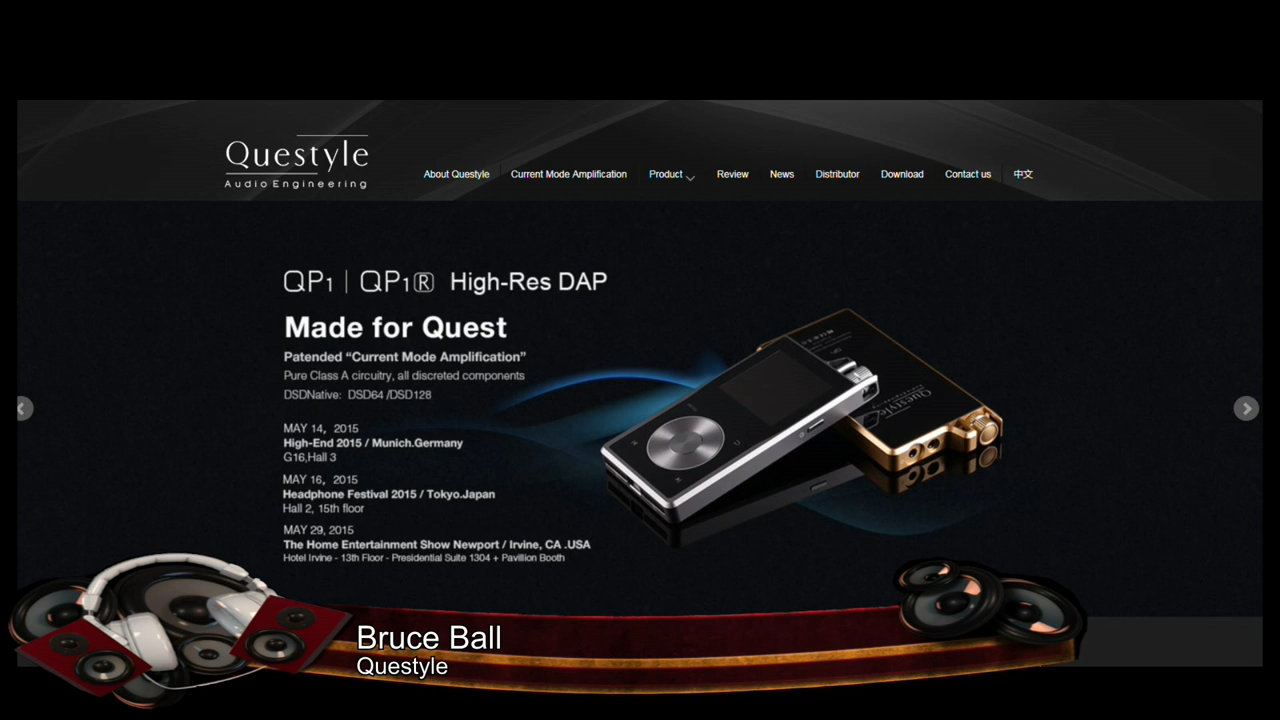 Questyle
Audio Engineering
About Questyle Current Mode Amplification Product Review News Distributor Download Contact us 中文
QP1 | QP1R High-Res DAP
Made for Quest
Patented “Current Mode Amplification”
Pure Class A circuitry, all discreted components
DSDNative: DSD64 /DSD128
MAY 14, 2015
High-End 2015 / Munich.Germany
G16,Hall 3
MAY 16, 2015
Headphone Festival 2015 / Tokyo.Japan
Hall 2, 15th floor
MAY 29, 2015
The Home Entertainment Show Newport / Irvine, CA .USA
Hotel Irvine - 13th Floor - Presidential Suite 1304 + Pavillion Booth
Questyle
Bruce Ball
Questyle